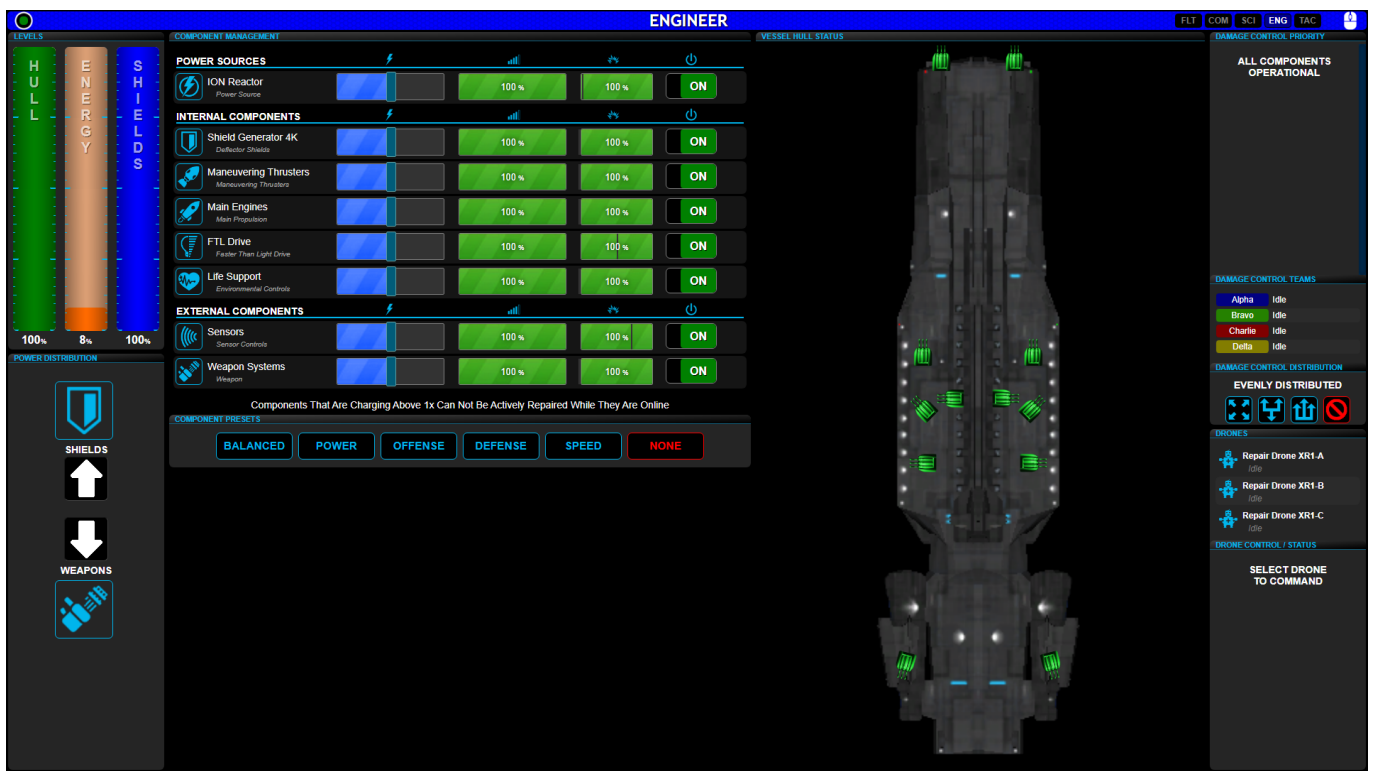 ENGINEER
FLT COM SCI ENG TAC
LEVELS
HULL
ENERGY
SHIELDS
100%
8%
100%
POWER DISTRIBUTION
SHIELDS
WEAPONS
COMPONENT MANAGEMENT
POWER SOURCES
ION Reactor
Power Source
100 %
100 %
ON
INTERNAL COMPONENTS
Shield Generator 4K
Deflector Shields
100 %
100 %
ON
Maneuvering Thrusters
Maneuvering Thrusters
100 %
100 %
ON
Main Engines
Main Propulsion
100 %
100 %
ON
FTL Drive
Faster Than Light Drive
100 %
100 %
ON
Life Support
Environmental Controls
100 %
100 %
ON
EXTERNAL COMPONENTS
Sensors
Sensor Controls
100 %
100 %
ON
Weapon Systems
Weapon
100 %
100 %
ON
Components That Are Charging Above 1x Can Not Be Actively Repaired While They Are Online
COMPONENT PRESETS
BALANCED POWER OFFENSE DEFENSE SPEED NONE
VESSEL HULL STATUS
DAMAGE CONTROL PRIORITY
ALL COMPONENTS
OPERATIONAL
DAMAGE CONTROL TEAMS
Alpha Idle
Bravo Idle
Charlie Idle
Delta Idle
DAMAGE CONTROL DISTRIBUTION
EVENLY DISTRIBUTED
DRONES
Repair Drone XR1-A
Idle
Repair Drone XR1-B
Idle
Repair Drone XR1-C
Idle
DRONE CONTROL / STATUS
SELECT DRONE
TO COMMAND